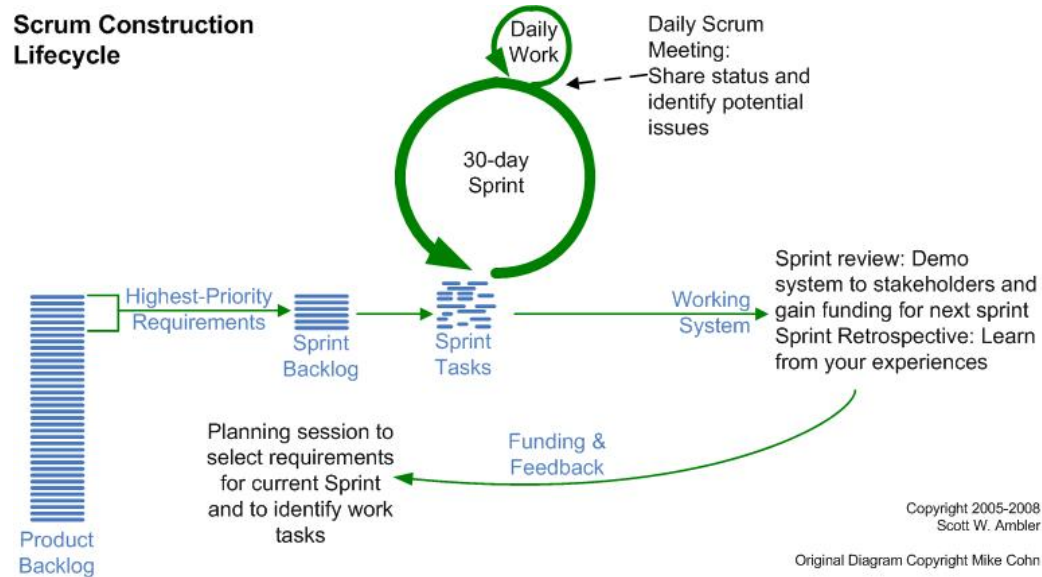 Scrum Construction
Lifecycle
Daily
Work
Daily Scrum
Meeting:
Share status and
identify potential
issues
30-day
Sprint
Highest-Priority
Requirements
Sprint
Backlog
Sprint
Tasks
Working
System
Sprint review: Demo
system to stakeholders and
gain funding for next sprint
Sprint Retrospective: Learn
from your experiences
Planning session to
select requirements
for current Sprint
and to identify work
tasks
Funding &
Feedback
Product
Backlog
Copyright 2005-2008
Scott W. Ambler
Original Diagram Copyright Mike Cohn